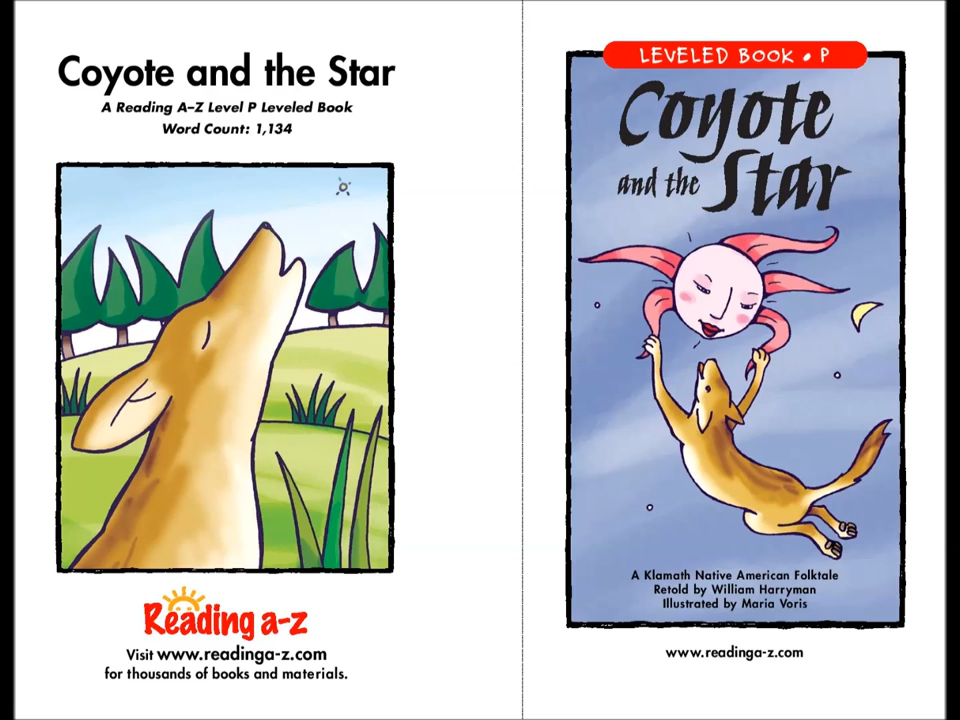 Coyote and the Star
A Reading A–Z Level P Leveled Book
Word Count: 1,134
Reading a-z
Visit www.readinga-z.com
for thousands of books and materials.
LEVELED BOOK • P
Coyote
and the Star
A Klamath Native American Folktale
Retold by William Harryman
Illustrated by Maria Voris
www.readinga-z.com